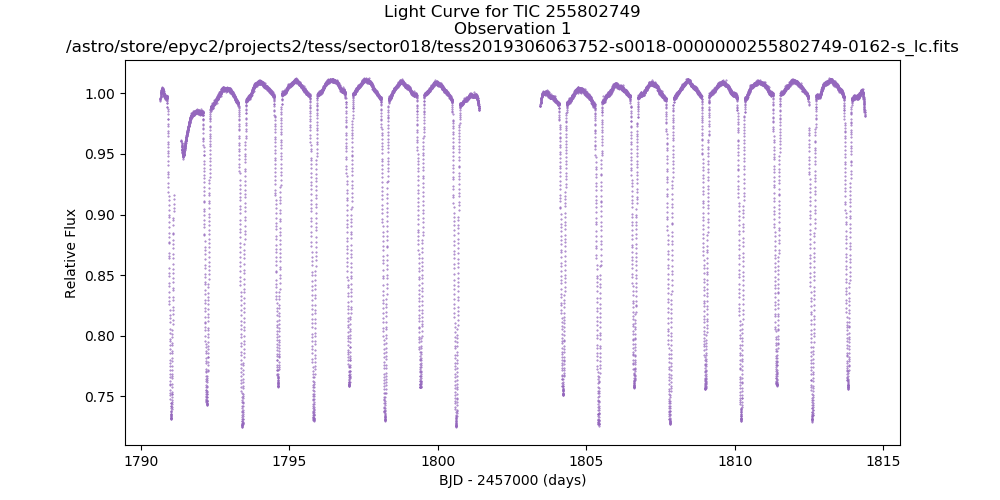 Light Curve for TIC 255802749
Observation 1
/astro/store/epyc2/projects2/tess/sector018/tess2019306063752-s0018-0000000255802749-0162-s_lc.fits
1.00
0.95
0.90
0.85
0.80
0.75
Relative Flux
1790
1795
1800
1805
1810
1815
BJD - 2457000 (days)